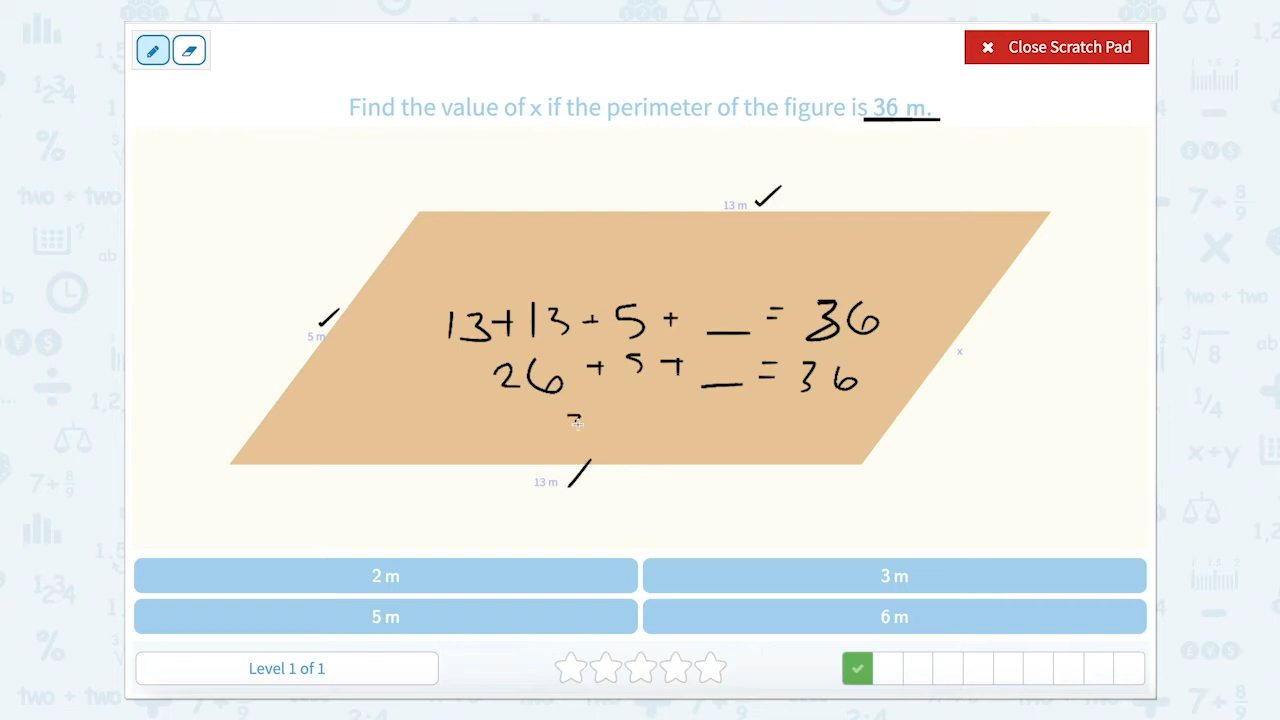 ✖ Close Scratch Pad
Find the value of x if the perimeter of the figure is 36 m.
13 m
13+13+5+__=36
5 m
x
26+5+__=36
13 m
2 m
3 m
5 m
6 m
Level 1 of 1